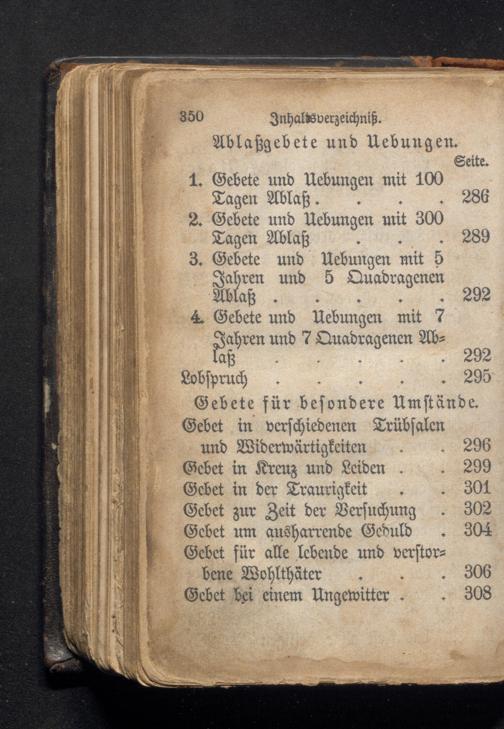 350 Inhaltsverzeichniß.
Ablaßgebete und Uebungen.
Seite.
1. Gebete und Uebungen mit 100
Tagen Ablaß . . . . 286
2. Gebete und Uebungen mit 300
Tagen Ablaß . . . 289
3. Gebete und Uebungen mit 5
Jahren und 5 Quadragenen
Ablaß . . . . . 292
4. Gebete und Uebungen mit 7
Jahren und 7 Quadragenen Ab-
laß . . . . . 292
Lobspruch . . . . . 295
Gebete für besondere Umstände.
Gebet in verschiedenen Trübsalen
und Widerwärtigkeiten . . 296
Gebet in Kreuz und Leiden . . 299
Gebet in der Traurigkeit . . 301
Gebet zur Zeit der Versuchung . 302
Gebet um ausharrende Geduld . 304
Gebet für alle lebende und verstor-
bene Wohlthäter . . . 306
Gebet bei einem Ungewitter . . 308